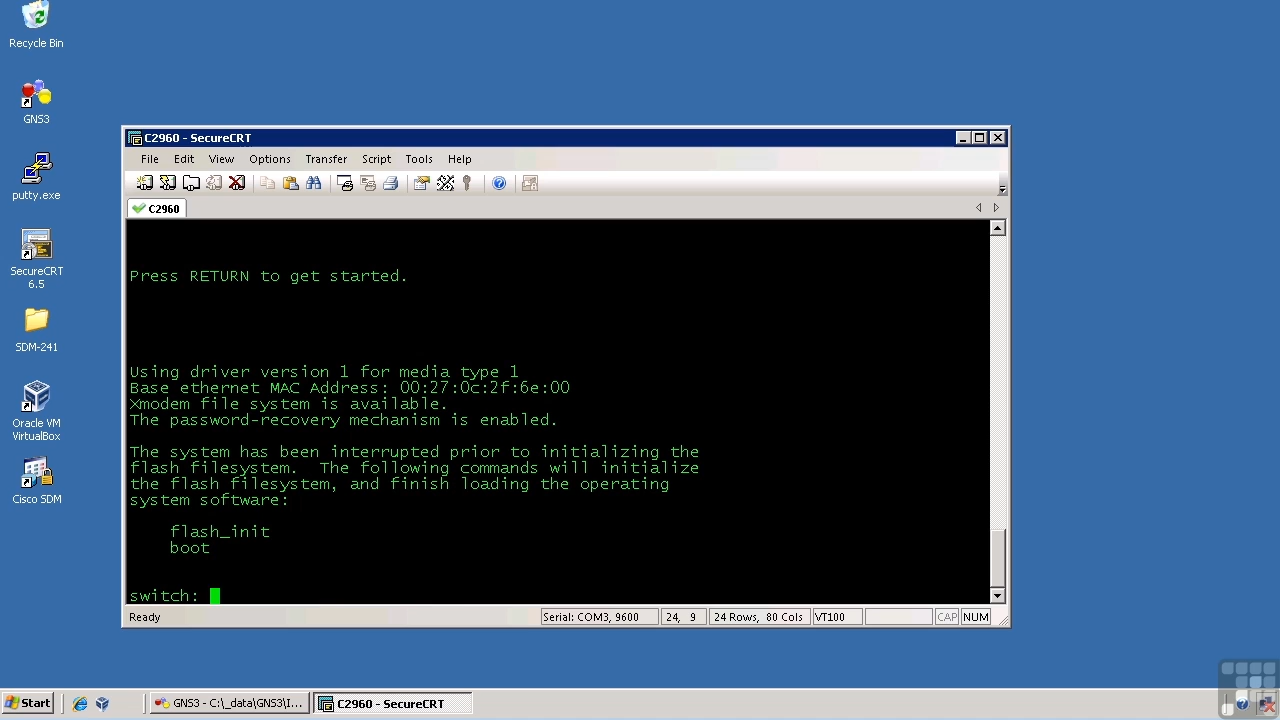 Recycle Bin
GNS3
putty.exe
SecureCRT
6.5
SDM-241
Oracle VM
VirtualBox
Cisco SDM
C2960 - SecureCRT
File Edit View Options Transfer Script Tools Help
C2960
Press RETURN to get started.
Using driver version 1 for media type 1
Base ethernet MAC Address: 00:27:0c:2f:6e:00
Xmodem file system is available.
The password-recovery mechanism is enabled.
The system has been interrupted prior to initializing the
flash filesystem.  The following commands will initialize
the flash filesystem, and finish loading the operating
system software:
flash_init
boot
switch:
Ready Serial: COM3, 9600 24, 9 24 Rows, 80 Cols VT100 CAP NUM
Start GNS3 - C:\_data\GNS3\I... C2960 - SecureCRT